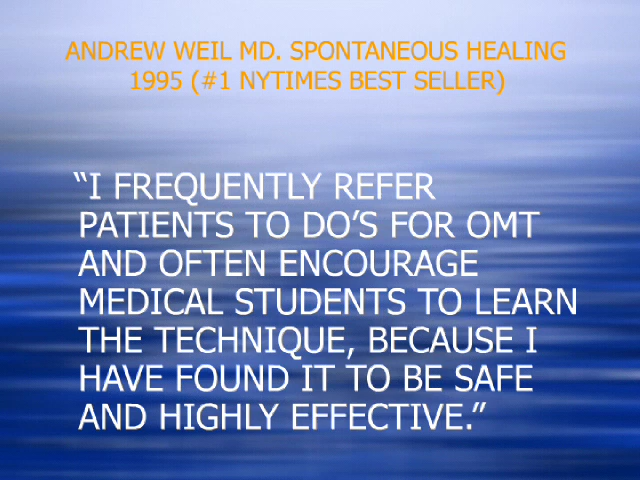 ANDREW WEIL MD. SPONTANEOUS HEALING
1995 (#1 NYTIMES BEST SELLER)
“I FREQUENTLY REFER
PATIENTS TO DO’S FOR OMT
AND OFTEN ENCOURAGE
MEDICAL STUDENTS TO LEARN
THE TECHNIQUE, BECAUSE I
HAVE FOUND IT TO BE SAFE
AND HIGHLY EFFECTIVE.”